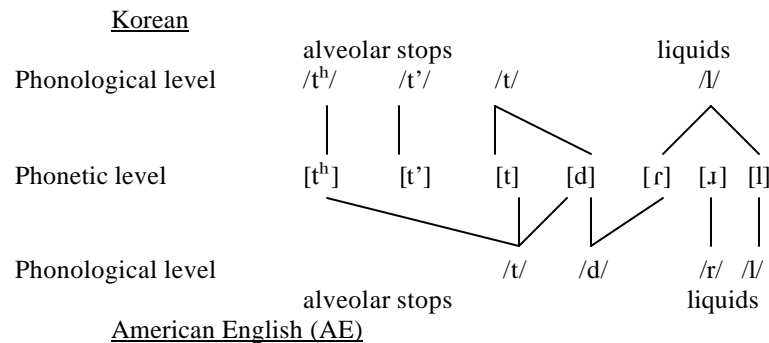 Korean
alveolar stops liquids
Phonological level /tʰ/ /t’/ /t/ /l/
Phonetic level [tʰ] [t’] [t] [d] [ɾ] [ɹ] [l]
Phonological level /t/ /d/ /r/ /l/
alveolar stops liquids
American English (AE)